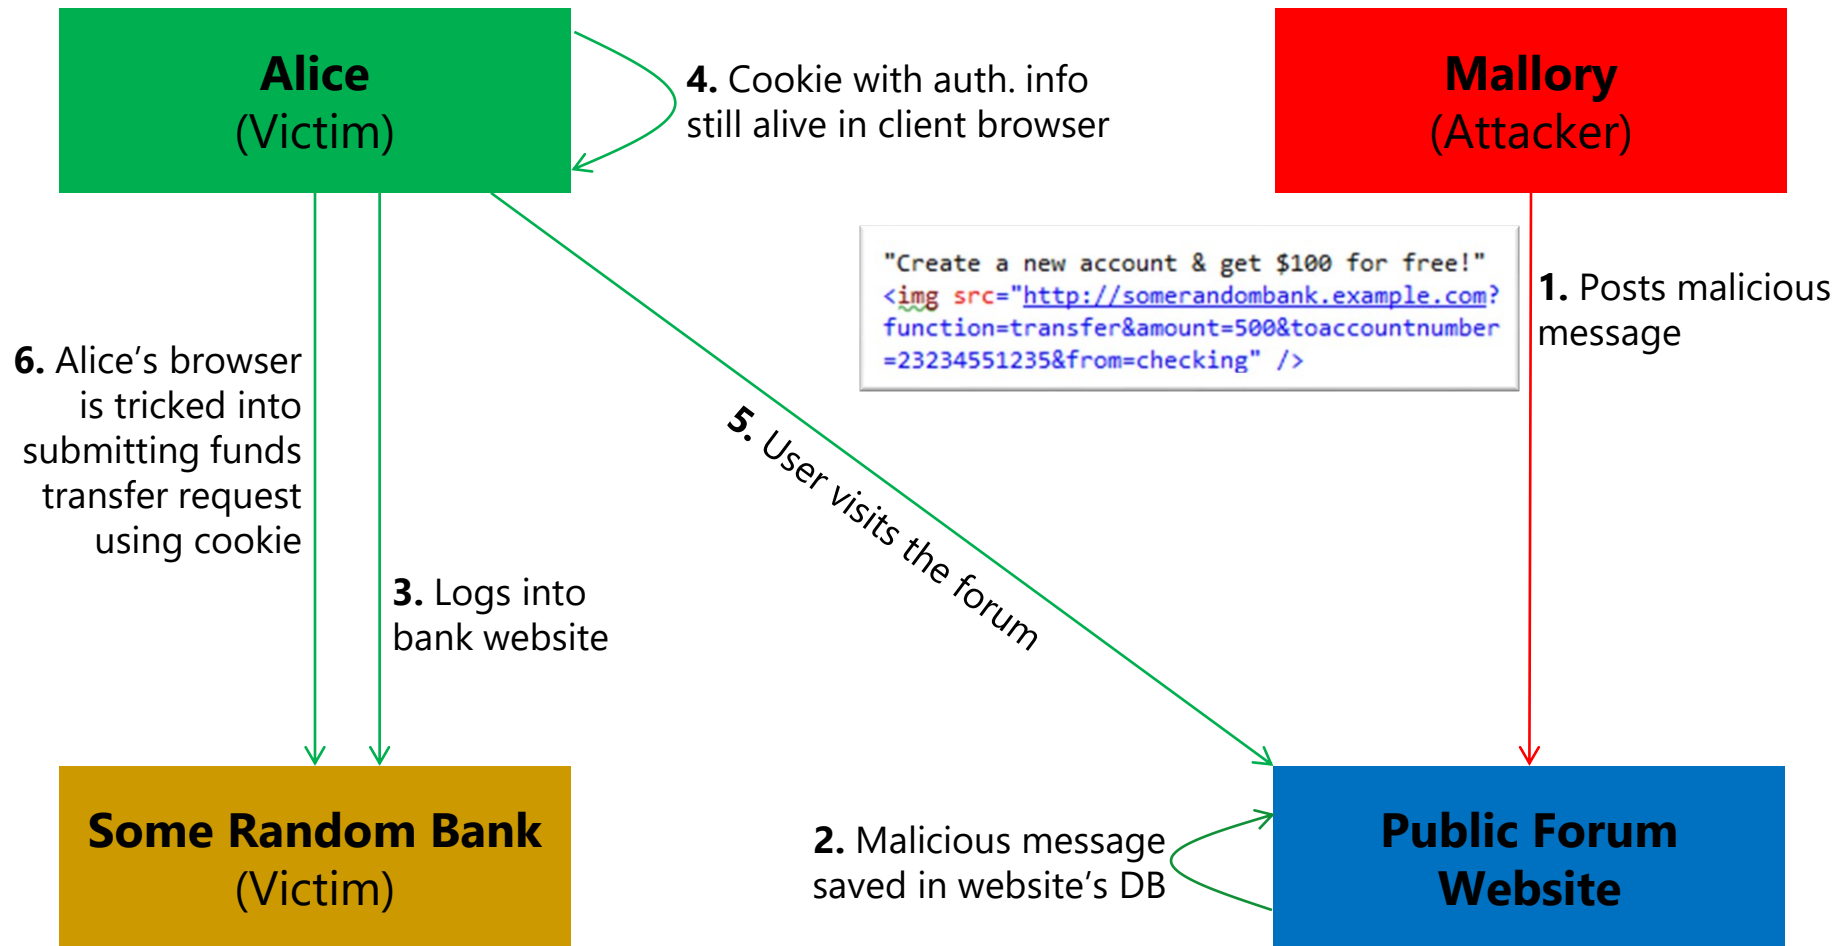 Alice
(Victim)
4. Cookie with auth. info
still alive in client browser
Mallory
(Attacker)
"Create a new account & get $100 for free!"
<img src="http://somerandombank.example.com?
function=transfer&amount=500&toaccountnumber
=23234551235&from=checking" />
1. Posts malicious
message
6. Alice’s browser
is tricked into
submitting funds
transfer request
using cookie
5. User visits the forum
3. Logs into
bank website
Some Random Bank
(Victim)
2. Malicious message
saved in website’s DB
Public Forum
Website